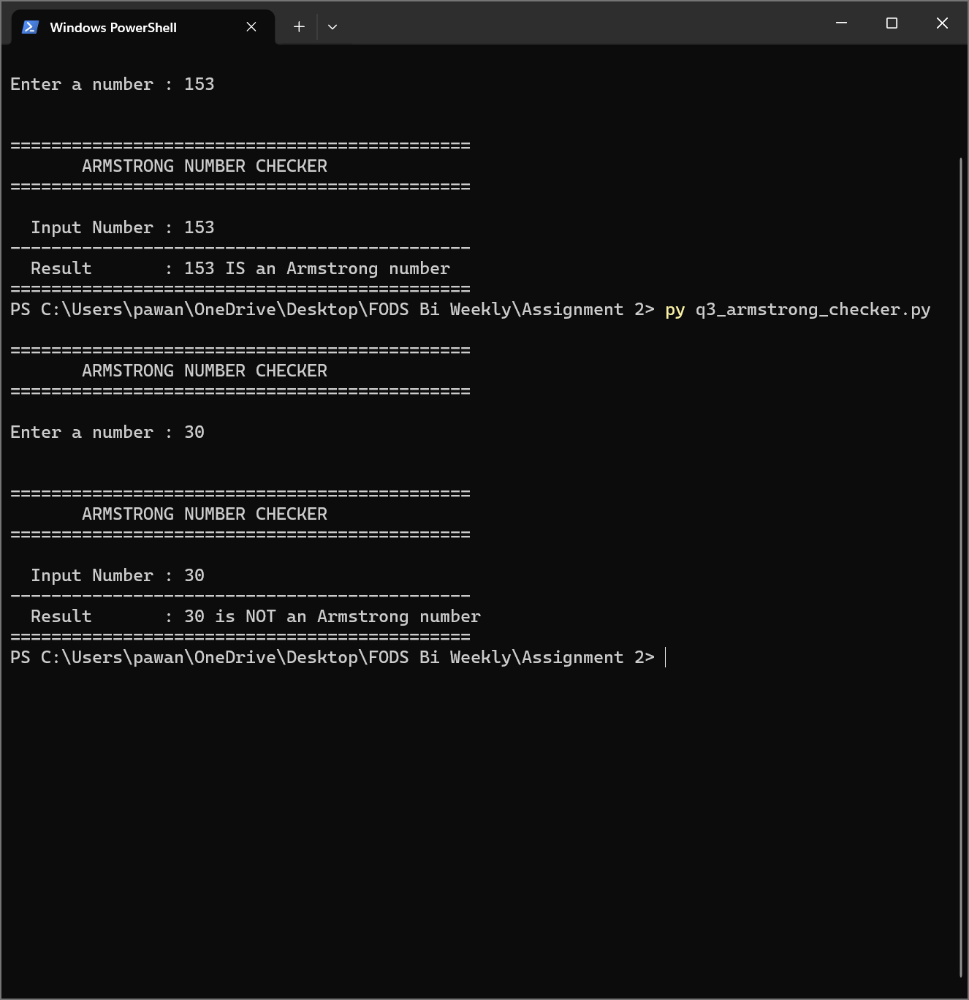 Windows PowerShell
Enter a number : 153
=============================================
       ARMSTRONG NUMBER CHECKER
=============================================
  Input Number : 153
---------------------------------------------
  Result       : 153 IS an Armstrong number
=============================================
PS C:\Users\pawan\OneDrive\Desktop\FODS Bi Weekly\Assignment 2> py q3_armstrong_checker.py
=============================================
       ARMSTRONG NUMBER CHECKER
=============================================
Enter a number : 30
=============================================
       ARMSTRONG NUMBER CHECKER
=============================================
  Input Number : 30
---------------------------------------------
  Result       : 30 is NOT an Armstrong number
=============================================
PS C:\Users\pawan\OneDrive\Desktop\FODS Bi Weekly\Assignment 2>